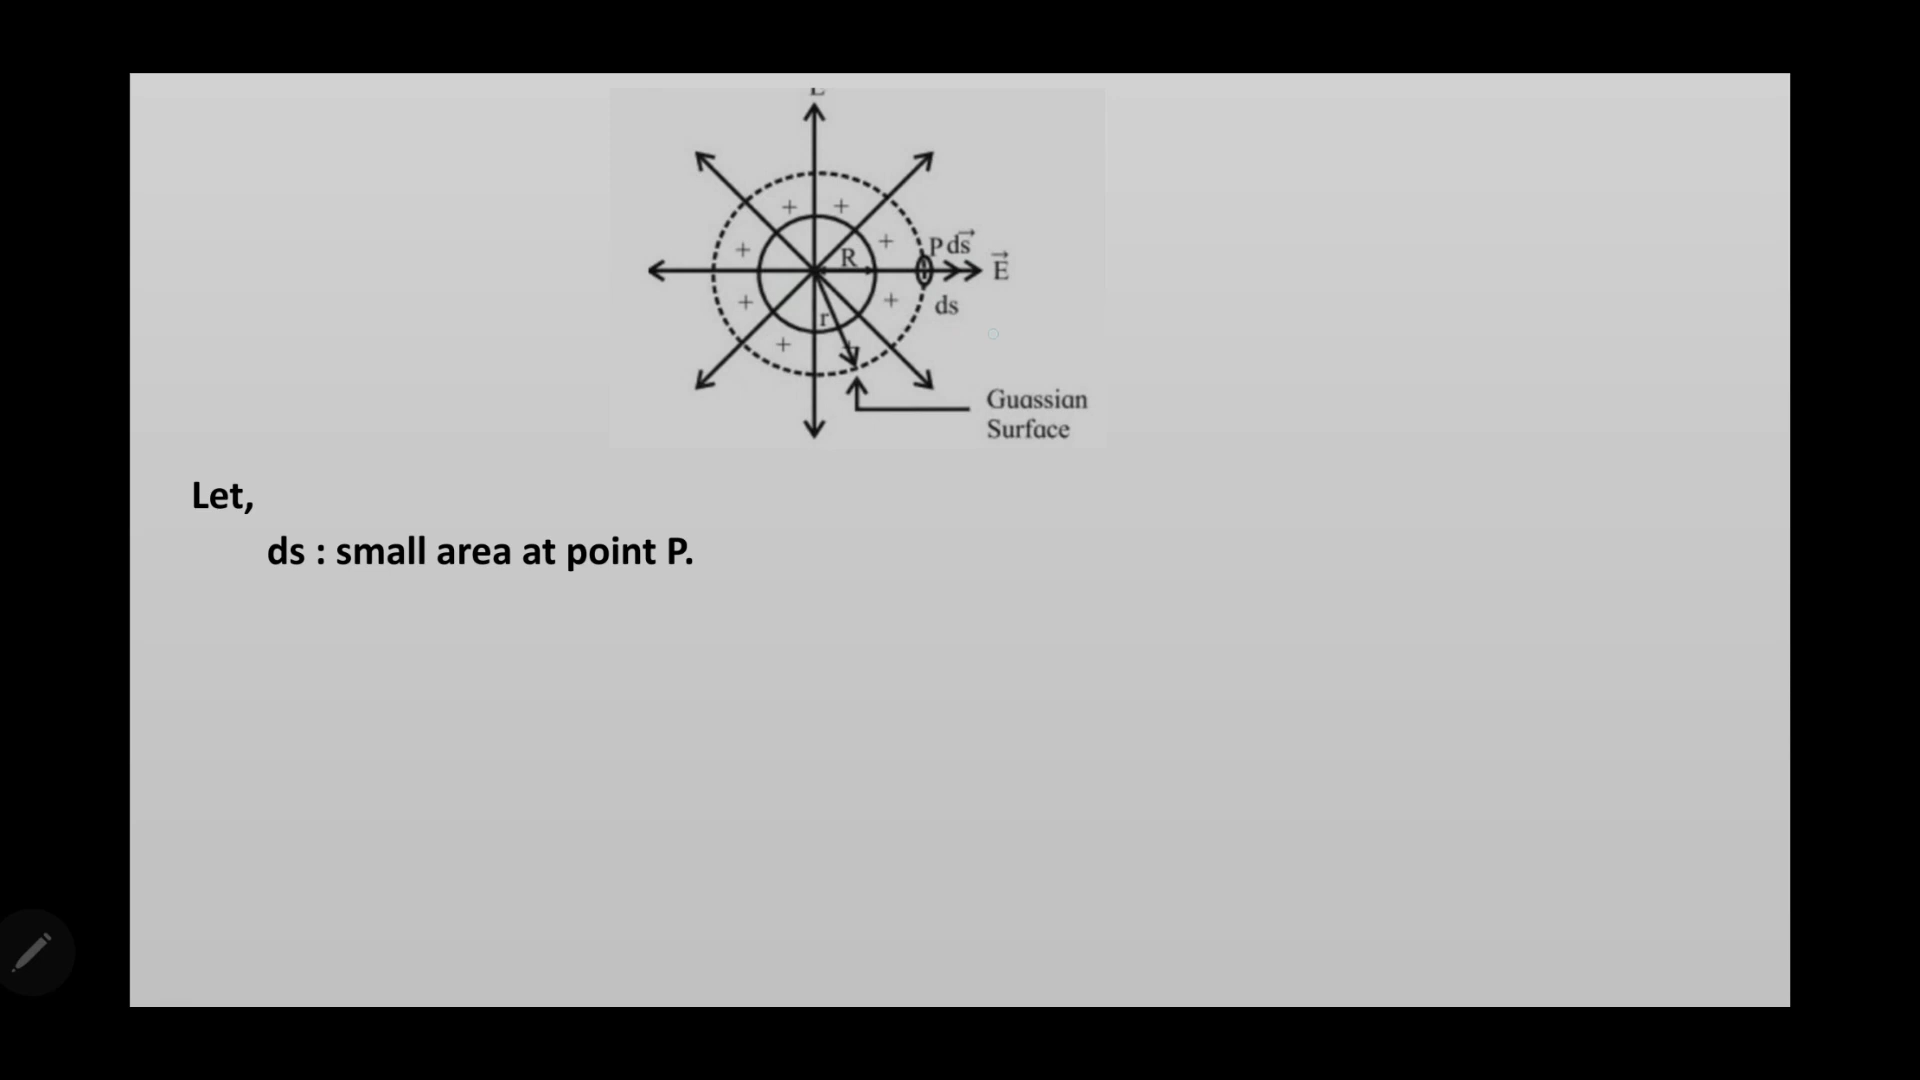 + +
+ +
P ds
R
E
+ +
ds
r
+
Guassian
Surface
Let,
ds : small area at point P.